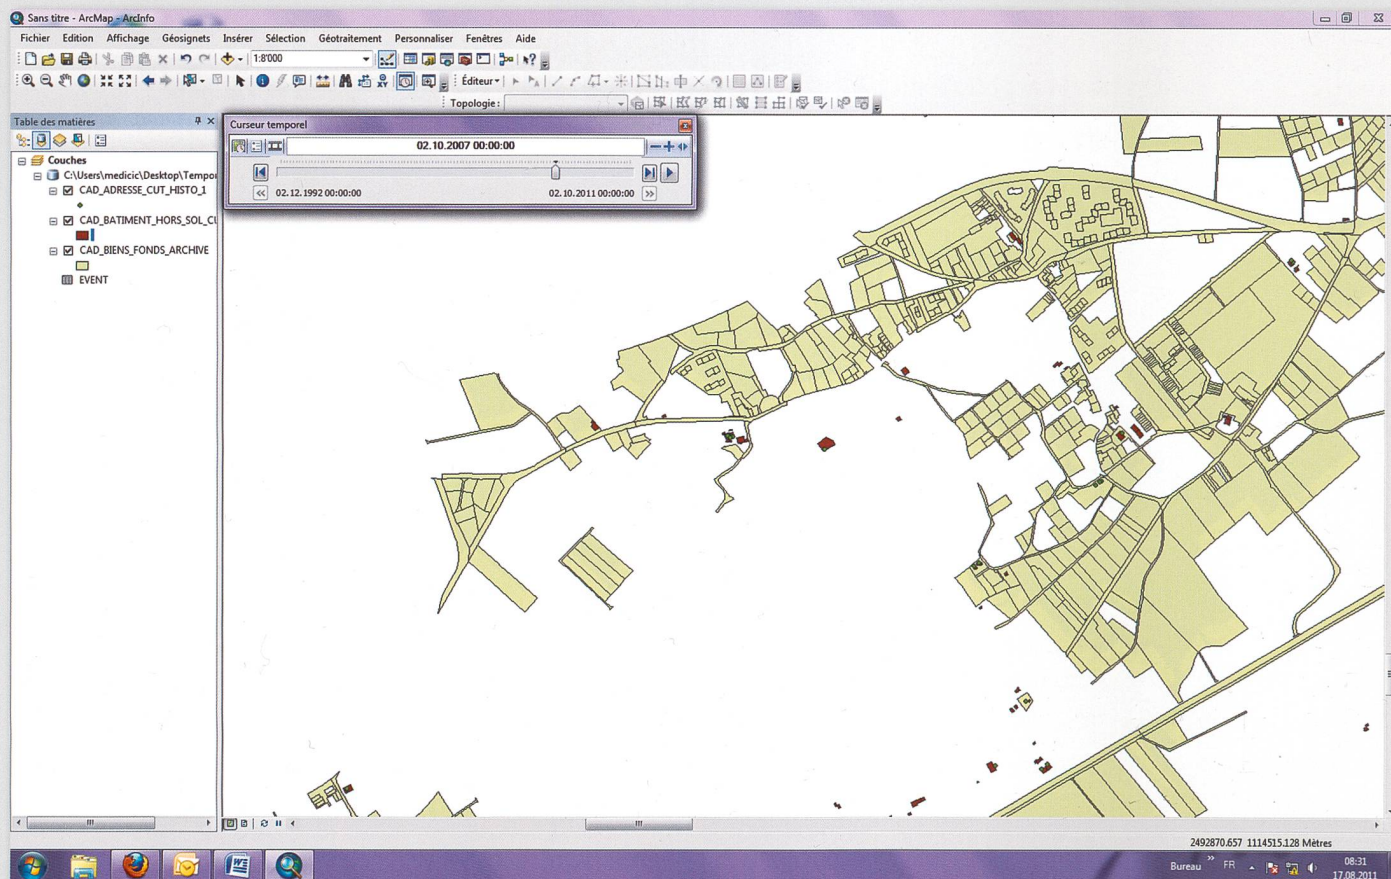 Sans titre - ArcMap - ArcInfo
Fichier Edition Affichage Géosignets Insérer Sélection Géotraitement Personnaliser Fenêtres Aide
1:8'000
Éditeur
Topologie:
Table des matières
Couches
C:\Users\medicic\Desktop\Tempo
CAD_ADRESSE_CUT_HISTO_1
CAD_BATIMENT_HORS_SOL_CU
CAD_BIENS_FONDS_ARCHIVE
EVENT
Curseur temporel
02.10.2007 00:00:00
02.12.1992 00:00:00 02.10.2011 00:00:00
2492870.657 1114515.128 Mètres
Bureau FR 08:31
17.08.2011